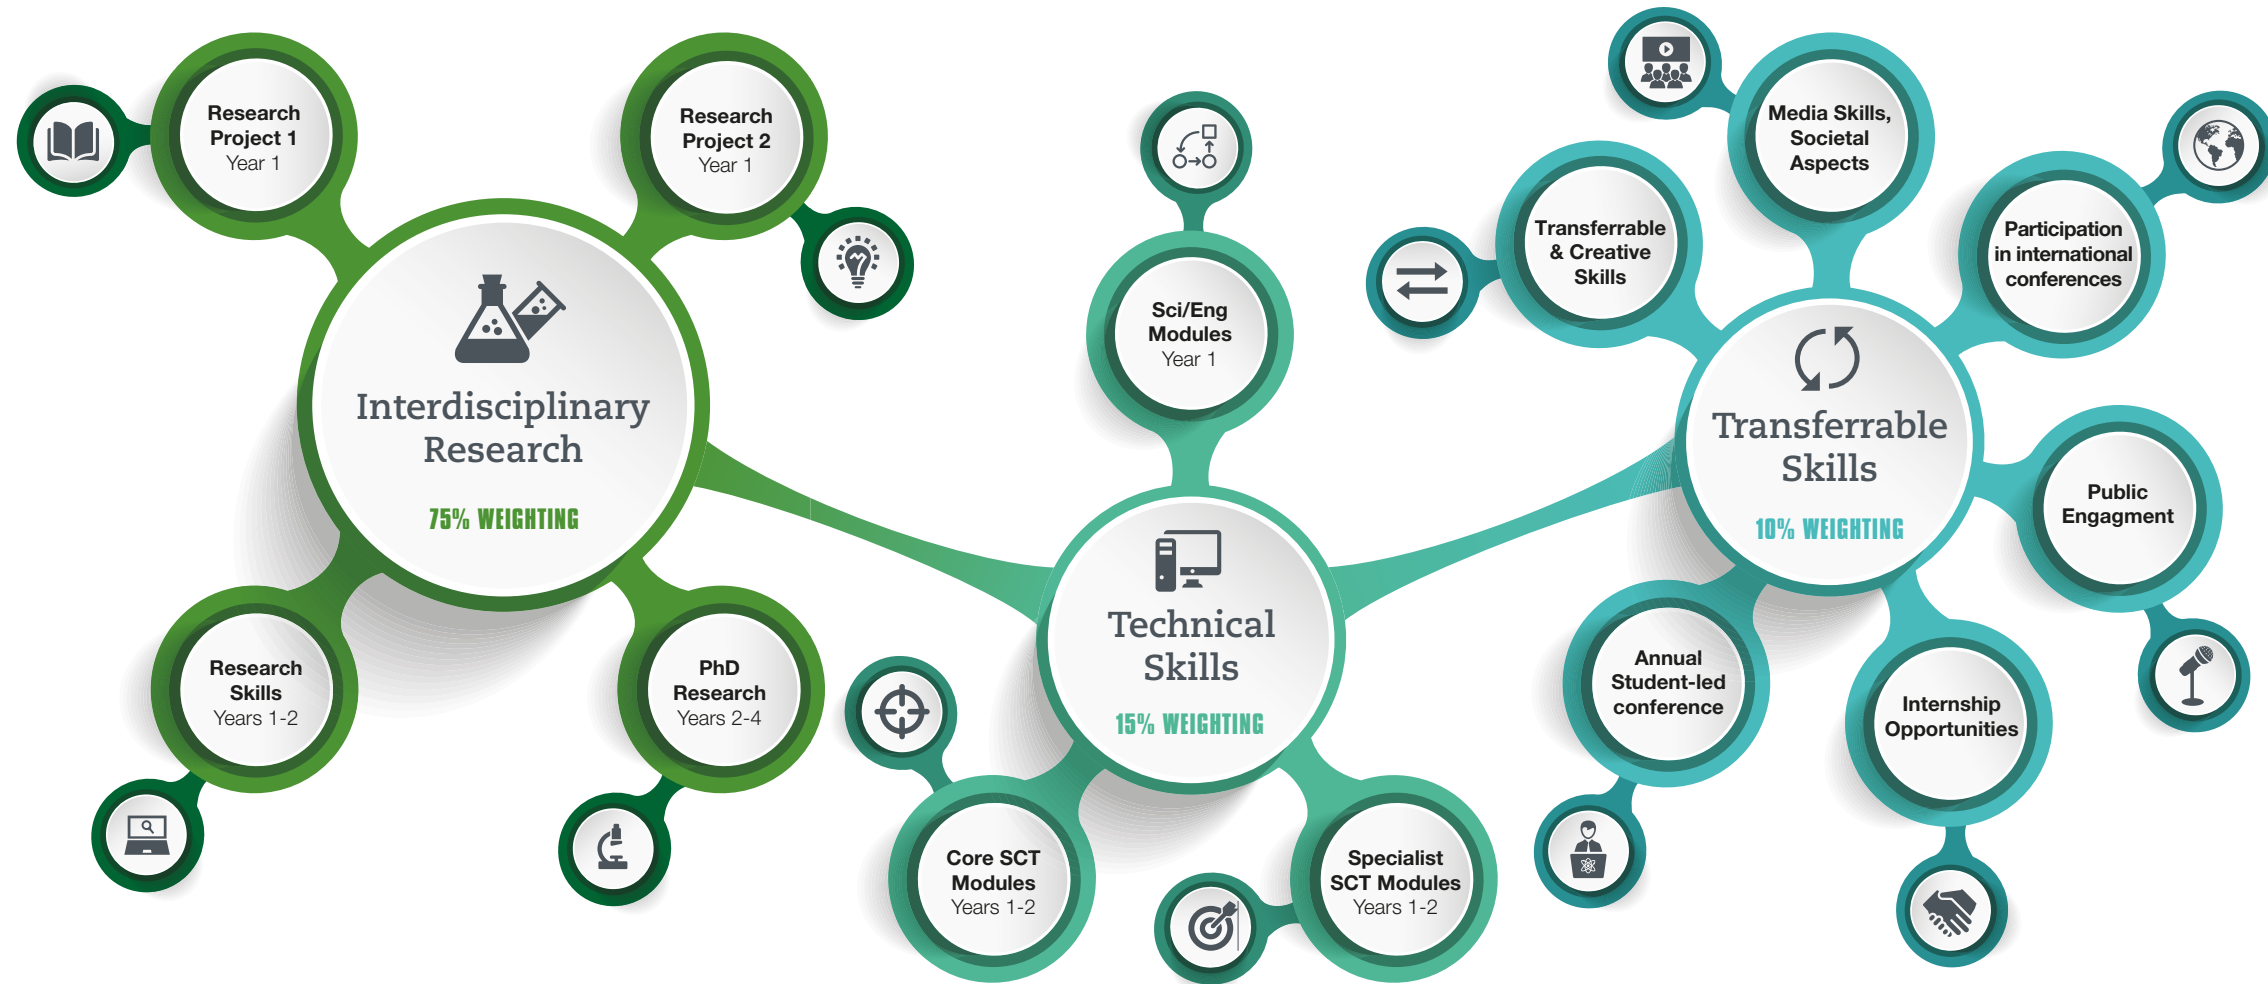 Research
Project 1
Year 1
Research
Project 2
Year 1
Interdisciplinary
Research
75% WEIGHTING
Research
Skills
Years 1-2
PhD
Research
Years 2-4
Sci/Eng
Modules
Year 1
Technical
Skills
15% WEIGHTING
Core SCT
Modules
Years 1-2
Specialist
SCT Modules
Years 1-2
Transferrable
& Creative
Skills
Media Skills,
Societal
Aspects
Participation
in international
conferences
Transferrable
Skills
10% WEIGHTING
Public
Engagment
Annual
Student-led
conference
Internship
Opportunities